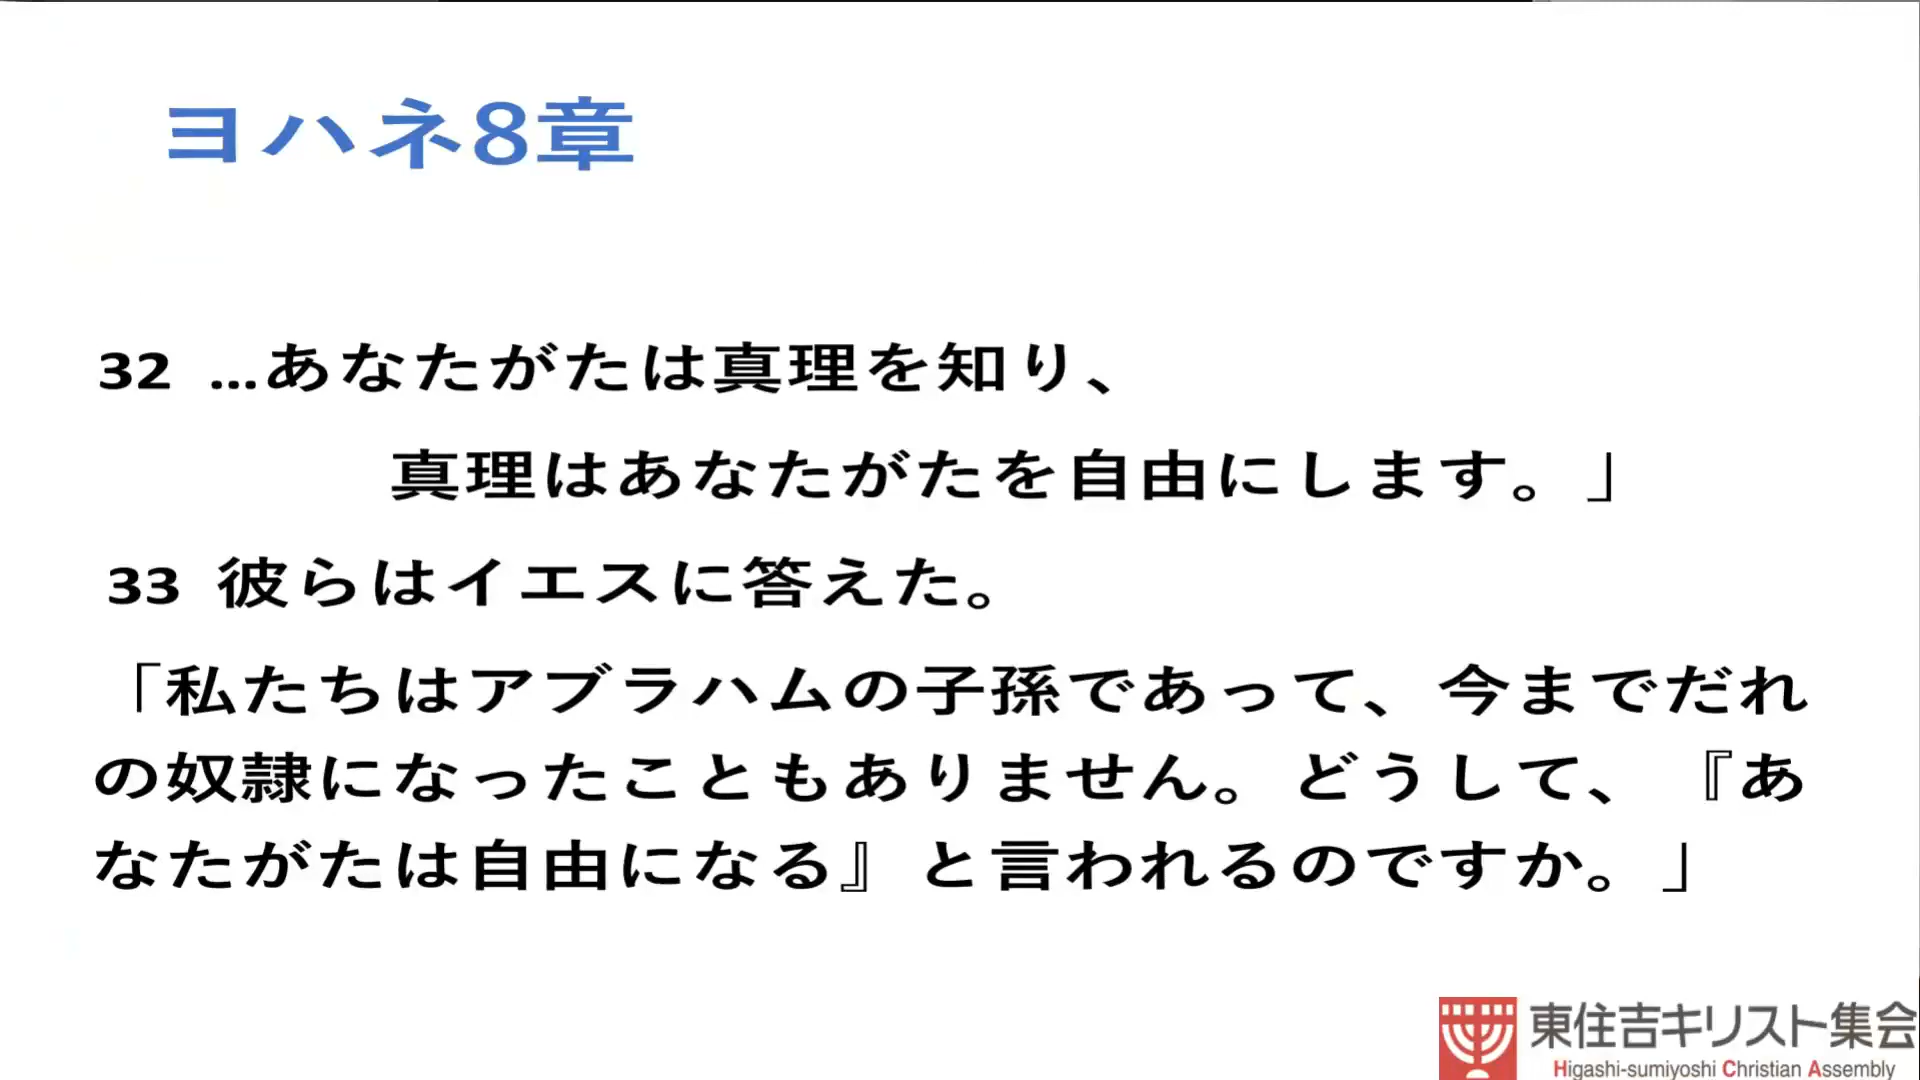 ヨハネ8章
32 …あなたがたは真理を知り、
真理はあなたがたを自由にします。」
33 彼らはイエスに答えた。
「私たちはアブラハムの子孫であって、今までだれ
の奴隷になったこともありません。どうして、『あ
なたがたは自由になる』と言われるのですか。」
東住吉キリスト集会
Higashi-sumiyoshi Christian Assembly